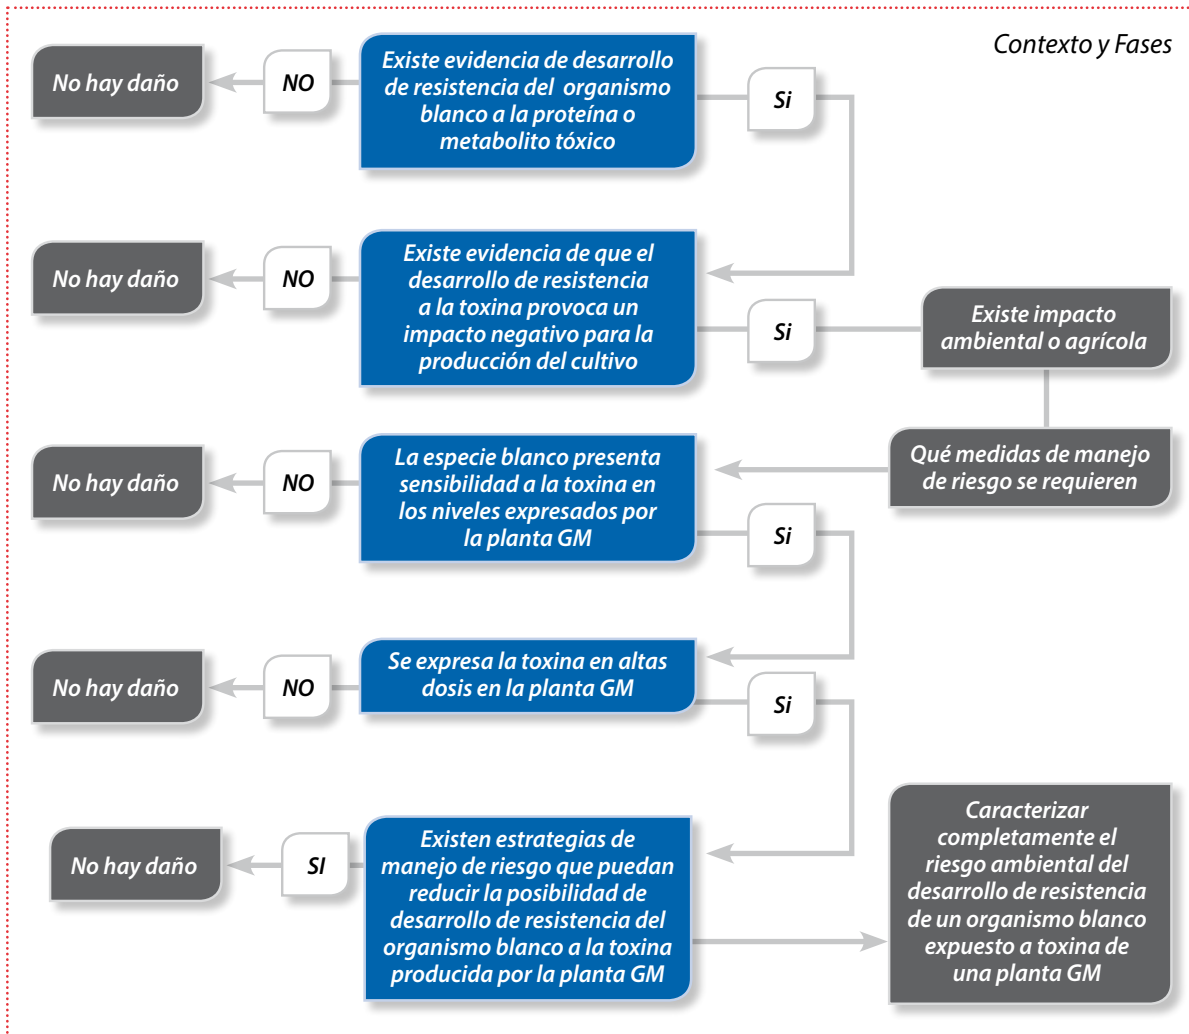 Contexto y Fases
No hay daño
NO
Existe evidencia de desarrollo
de resistencia del organismo
blanco a la proteína o
metabolito tóxico
Si
No hay daño
NO
Existe evidencia de que el
desarrollo de resistencia
a la toxina provoca un
impacto negativo para la
producción del cultivo
Si
Existe impacto
ambiental o agrícola
Qué medidas de manejo
de riesgo se requieren
No hay daño
NO
La especie blanco presenta
sensibilidad a la toxina en
los niveles expresados por
la planta GM
Si
No hay daño
NO
Se expresa la toxina en altas
dosis en la planta GM
Si
No hay daño
SI
Existen estrategias de
manejo de riesgo que puedan
reducir la posibilidad de
desarrollo de resistencia del
organismo blanco a la toxina
producida por la planta GM
Caracterizar
completamente el
riesgo ambiental del
desarrollo de resistencia
de un organismo blanco
expuesto a toxina de
una planta GM